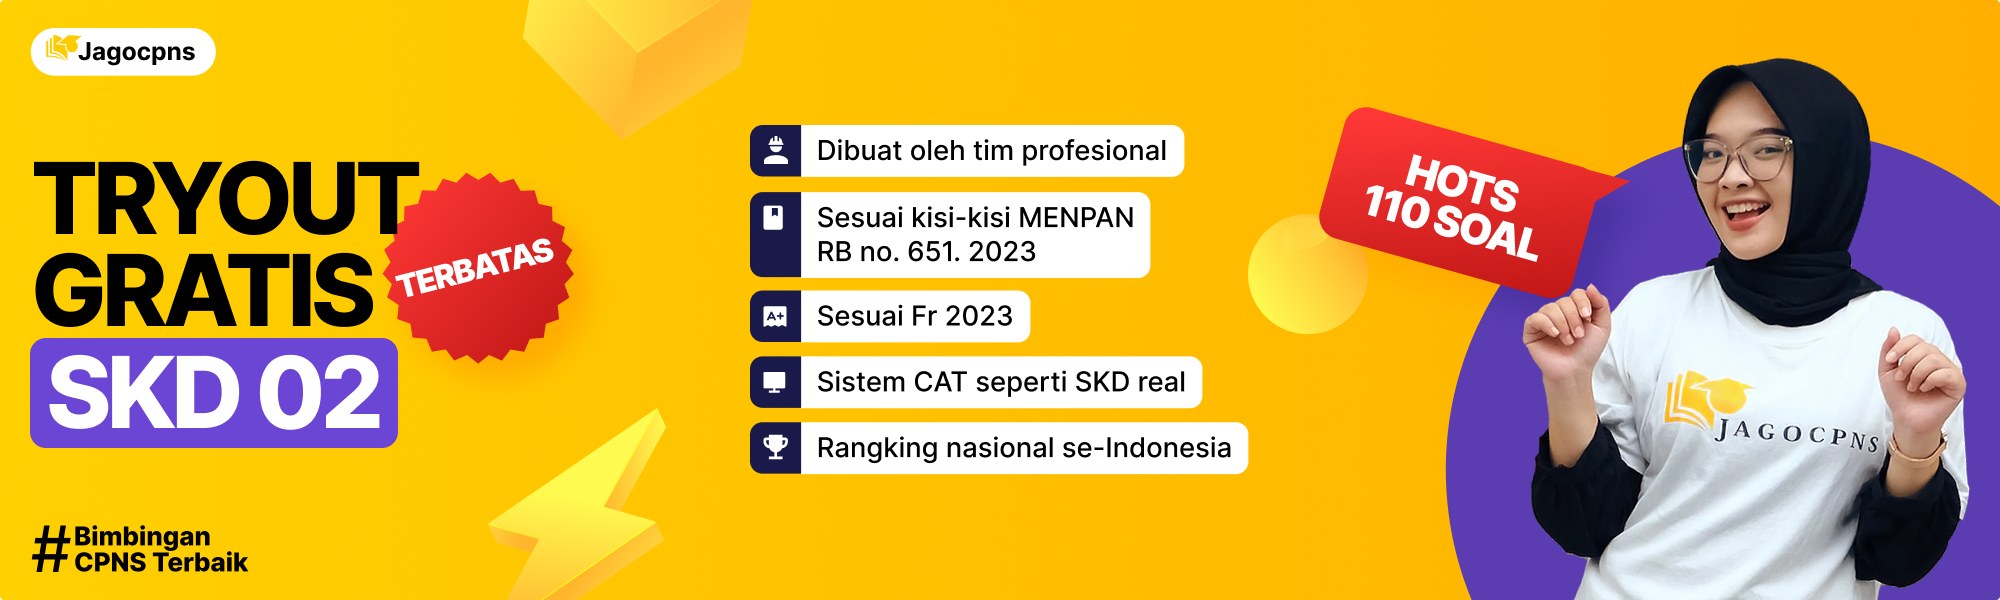 Jagocpns
TRYOUT
GRATIS
TERBATAS
SKD 02
#Bimbingan
CPNS Terbaik
Dibuat oleh tim profesional
Sesuai kisi-kisi MENPAN
RB no. 651. 2023
A+
Sesuai Fr 2023
Sistem CAT seperti SKD real
Rangking nasional se-Indonesia
HOTS
110 SOAL
JAGOCPNS